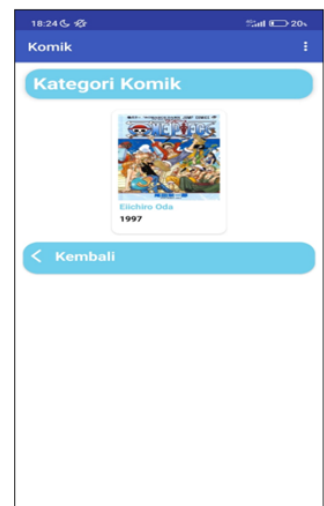 18:24
20
Komik
Kategori Komik
ONE PIECE
Eiichiro Oda
1997
Kembali